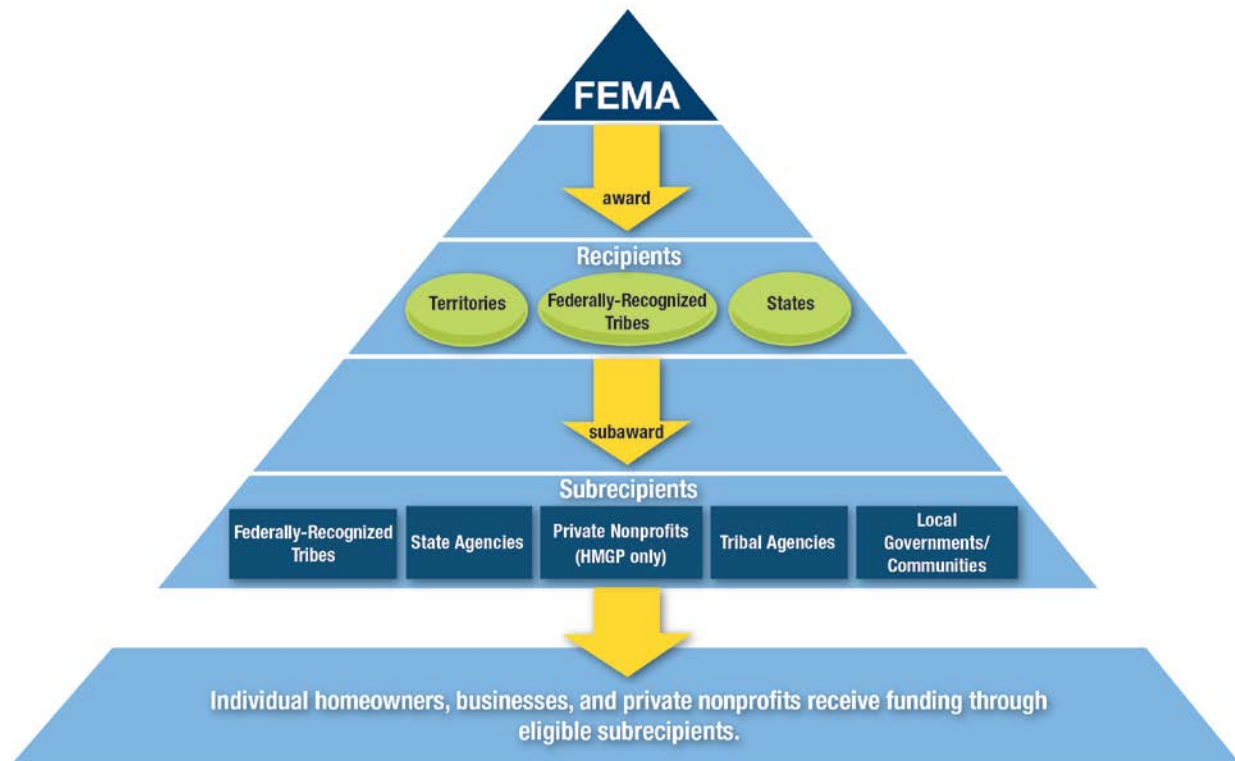 FEMA
award
Recipients
Territories
Federally-Recognized
Tribes
States
subaward
Subrecipients
Federally-Recognized
Tribes
State Agencies
Private Nonprofits
(HMGP only)
Tribal Agencies
Local
Governments/
Communities
Individual homeowners, businesses, and private nonprofits receive funding through
eligible subrecipients.